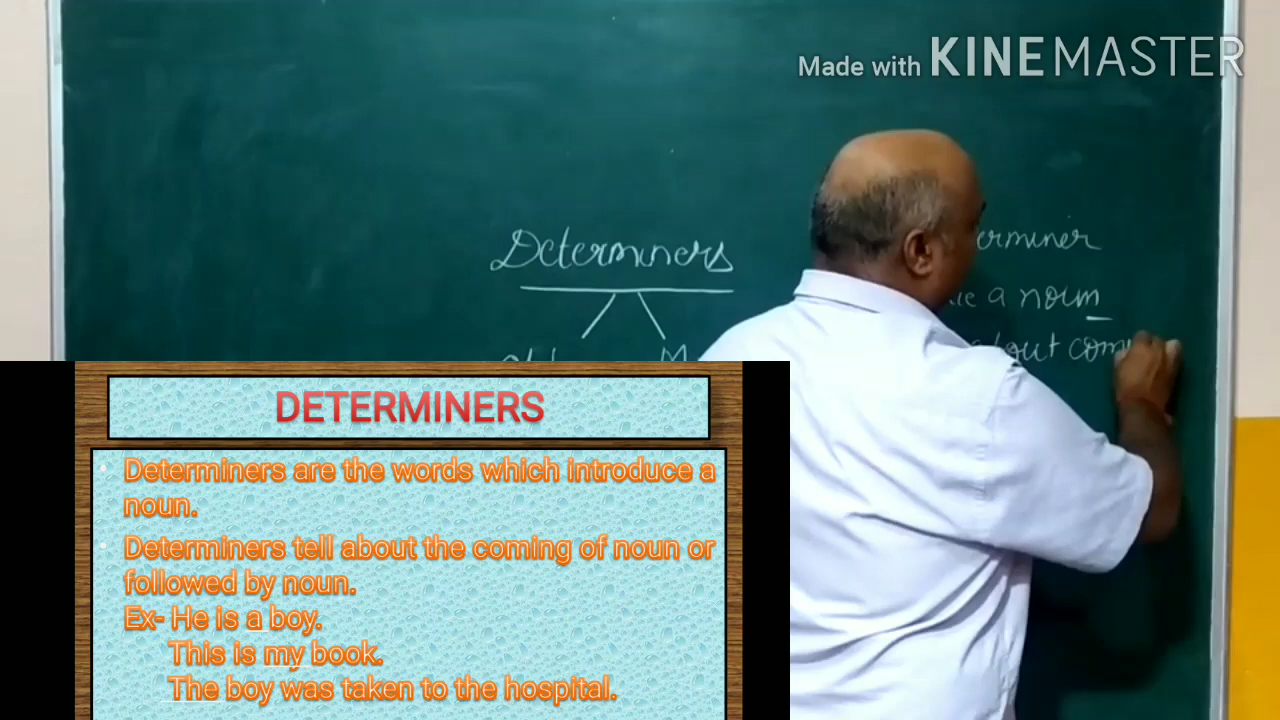 Made with KINEMASTER
Determiners
erminer
a noun
out com
DETERMINERS
• Determiners are the words which introduce a
noun.
• Determiners tell about the coming of noun or
followed by noun.
Ex- He is a boy.
This is my book.
The boy was taken to the hospital.